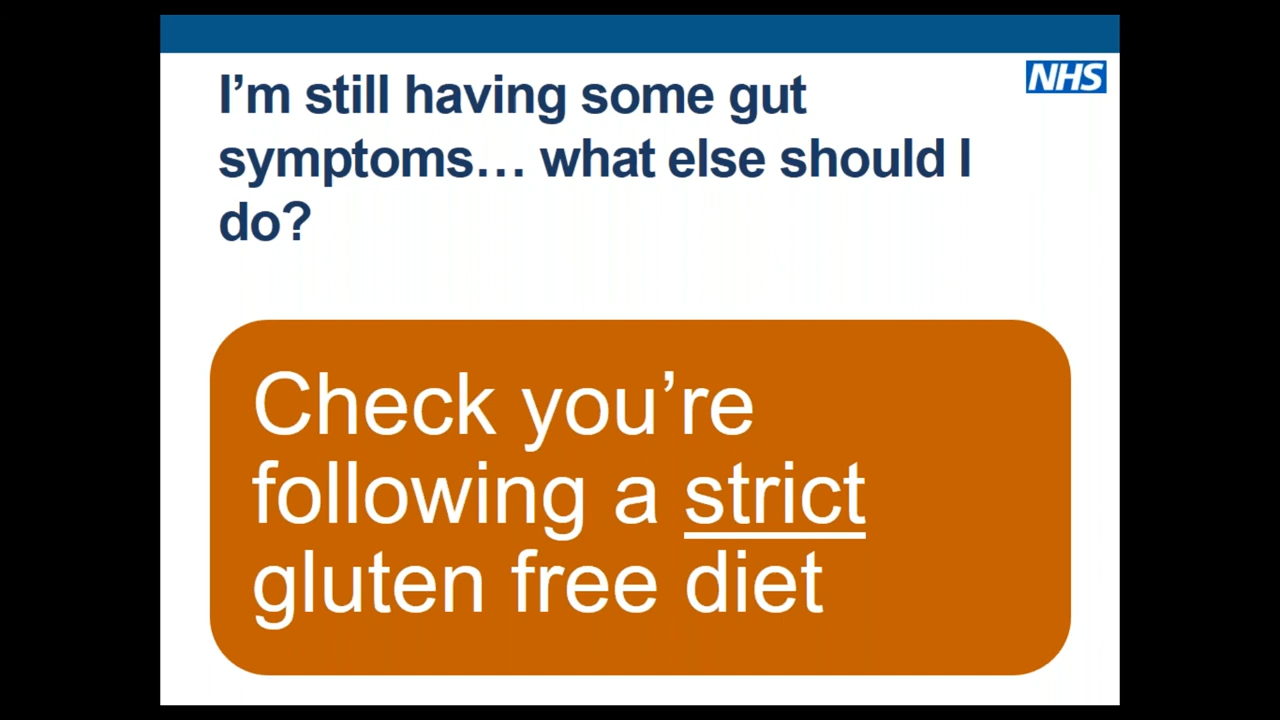 NHS
I’m still having some gut
symptoms… what else should I
do?
Check you’re
following a strict
gluten free diet